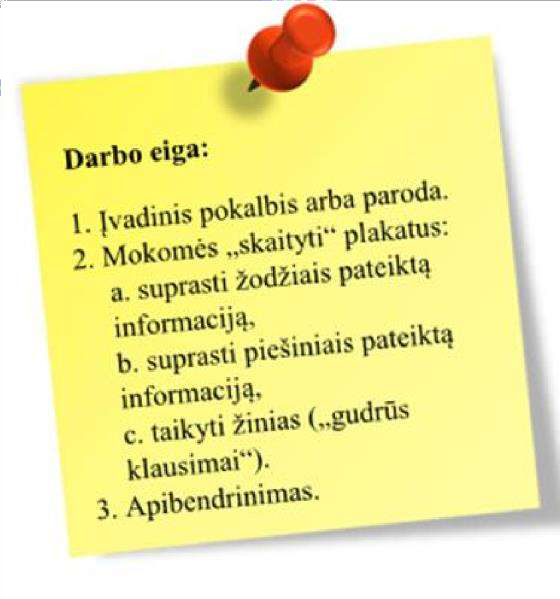 Darbo eiga:
1. Įvadinis pokalbis arba paroda.
2. Mokomės „skaityti“ plakatus:
a. suprasti žodžiais pateiktą
informaciją,
b. suprasti piešiniais pateiktą
informaciją,
c. taikyti žinias („gudrūs
klausimai“).
3. Apibendrinimas.